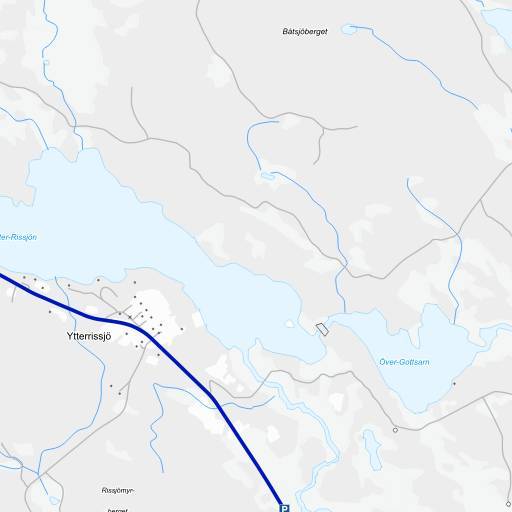 Båtsjöberget
ter-Rissjön
Ytterrissjö
Över-Gottsarn
Rissjömyr-
berget
P